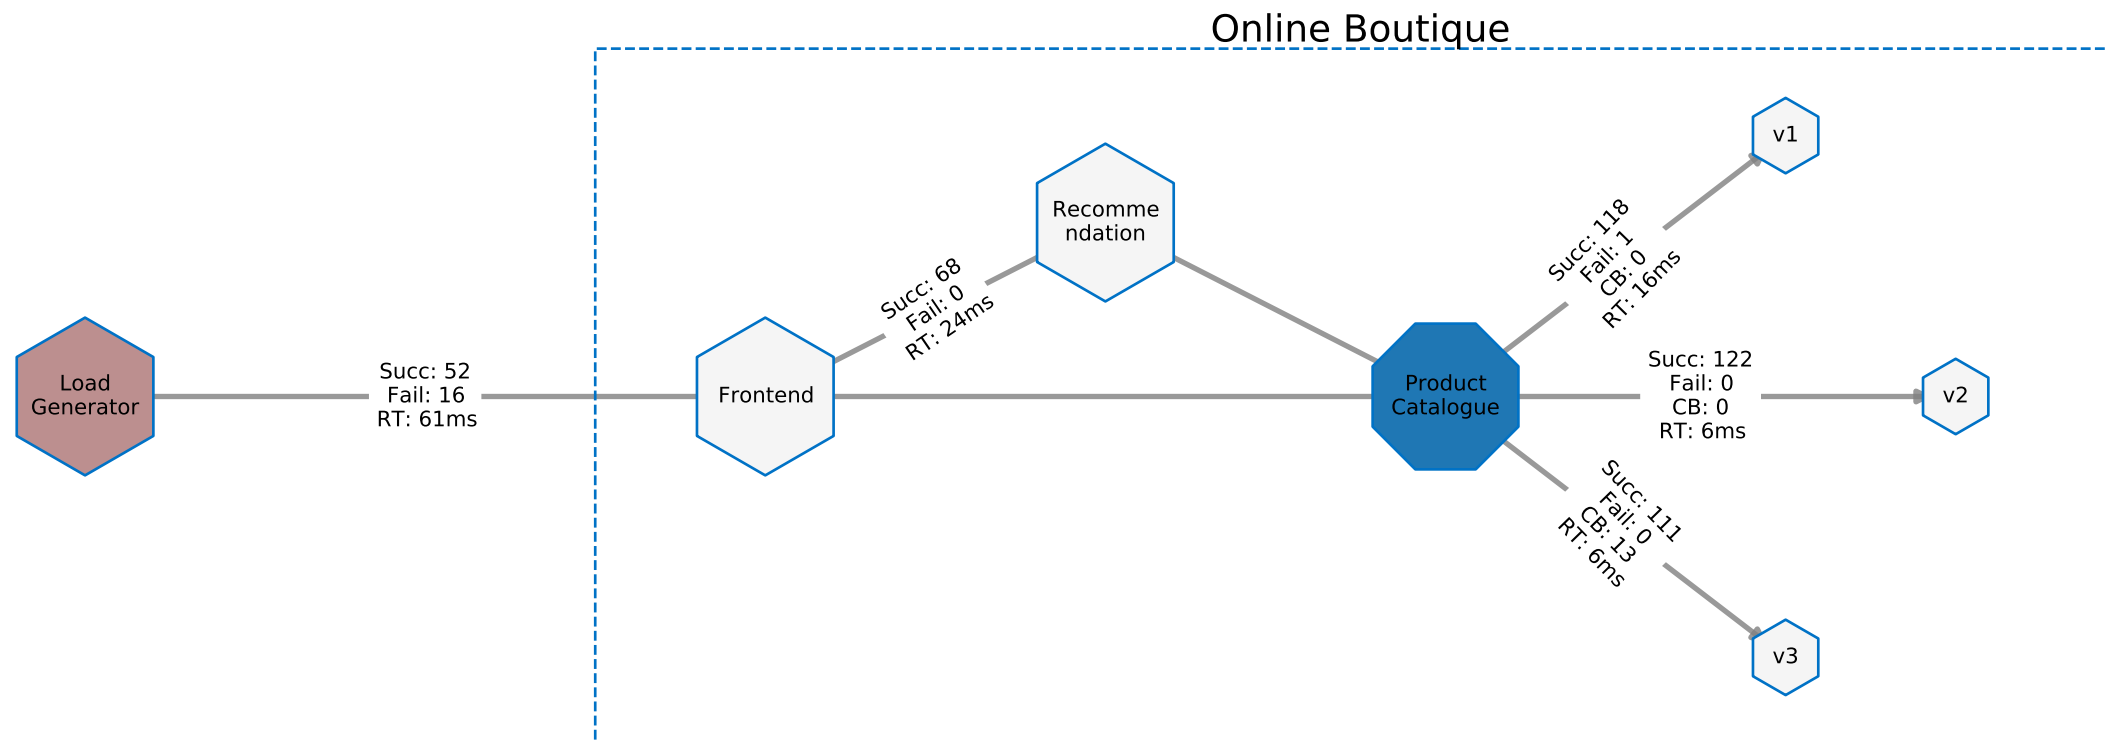 Online Boutique
Load
Generator
Succ: 52
Fail: 16
RT: 61ms
Frontend
Succ: 68
Fail: 0
RT: 24ms
Recomme
ndation
Product
Catalogue
Succ: 118
Fail: 1
CB: 0
RT: 16ms
v1
Succ: 122
Fail: 0
CB: 0
RT: 6ms
v2
Succ: 111
Fail: 0
CB: 13
RT: 6ms
v3